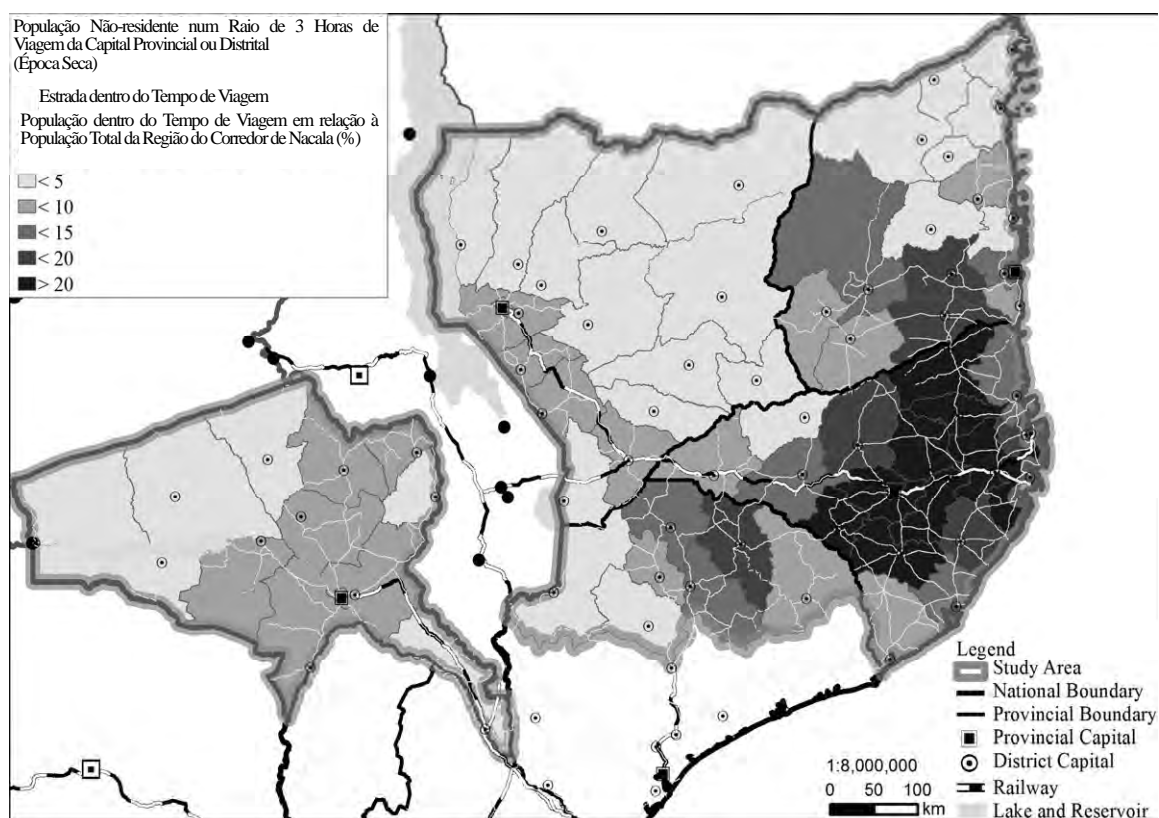 População Não-residente num Raio de 3 Horas de
Viagem da Capital Provincial ou Distrital
(Época Seca)
Estrada dentro do Tempo de Viagem
População dentro do Tempo de Viagem em relação à
População Total da Região do Corredor de Nacala (%)
< 5
< 10
< 15
< 20
> 20
Legend
Study Area
National Boundary
Provincial Boundary
Provincial Capital
District Capital
Railway
Lake and Reservoir
1:8,000,000
0 50 100
km